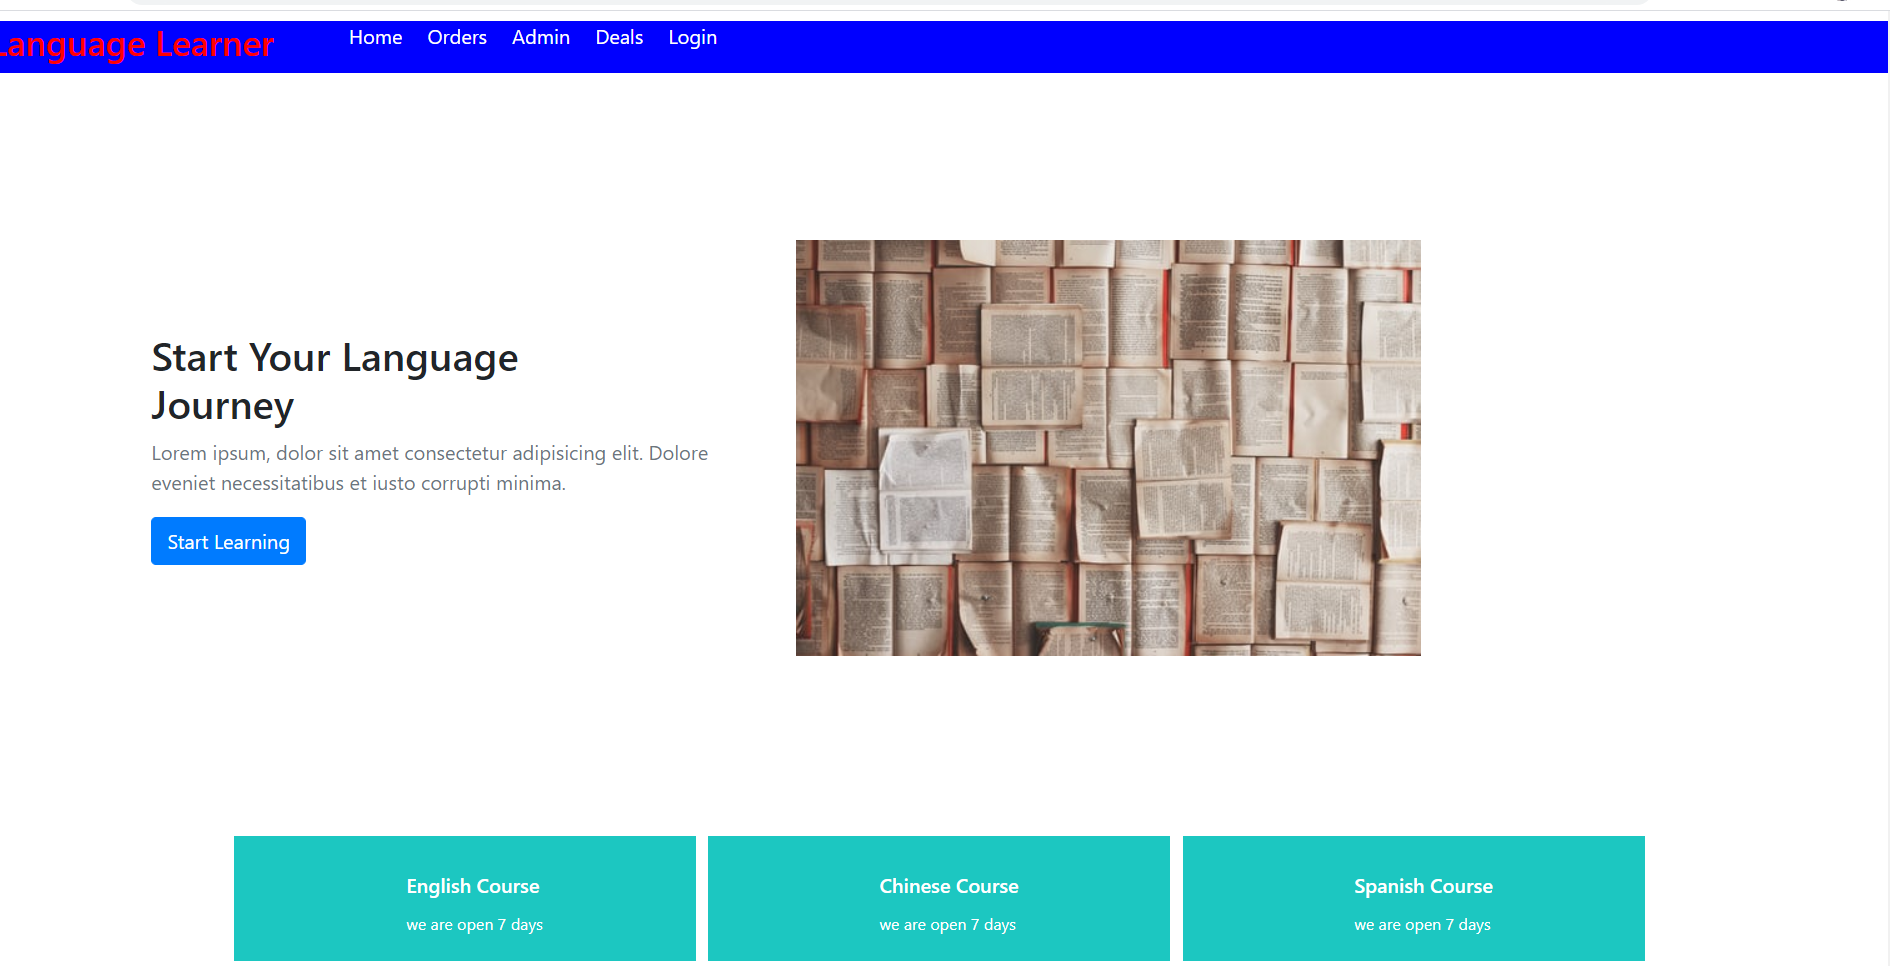 Language Learner
Home Orders Admin Deals Login
Start Your Language
Journey
Lorem ipsum, dolor sit amet consectetur adipisicing elit. Dolore
eveniet necessitatibus et iusto corrupti minima.
Start Learning
English Course
we are open 7 days
Chinese Course
we are open 7 days
Spanish Course
we are open 7 days